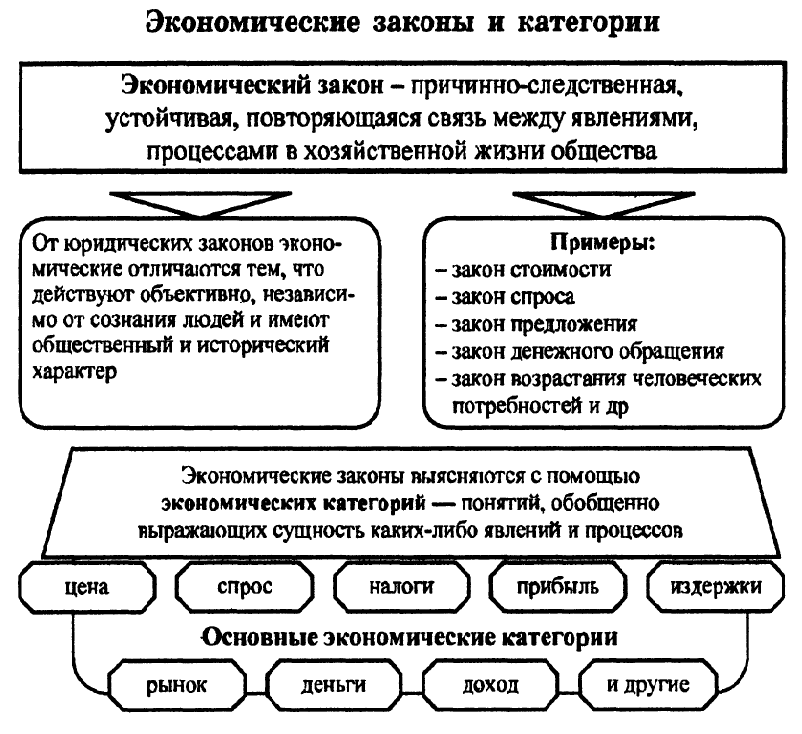 Экономические законы и категории
Экономический закон – причинно-следственная,
устойчивая, повторяющаяся связь между явлениями,
процессами в хозяйственной жизни общества
От юридических законов эконо-
мические отличаются тем, что
действуют объективно, независи-
мо от сознания людей и имеют
общественный и исторический
характер
Примеры:
– закон стоимости
– закон спроса
– закон предложения
– закон денежного обращения
– закон возрастания человеческих
потребностей и др
Экономические законы выясняются с помощью
экономических категорий — понятий, обобщенно
выражающих сущность каких-либо явлений и процессов
цена спрос налоги прибыль издержки
Основные экономические категории
рынок деньги доход и другие